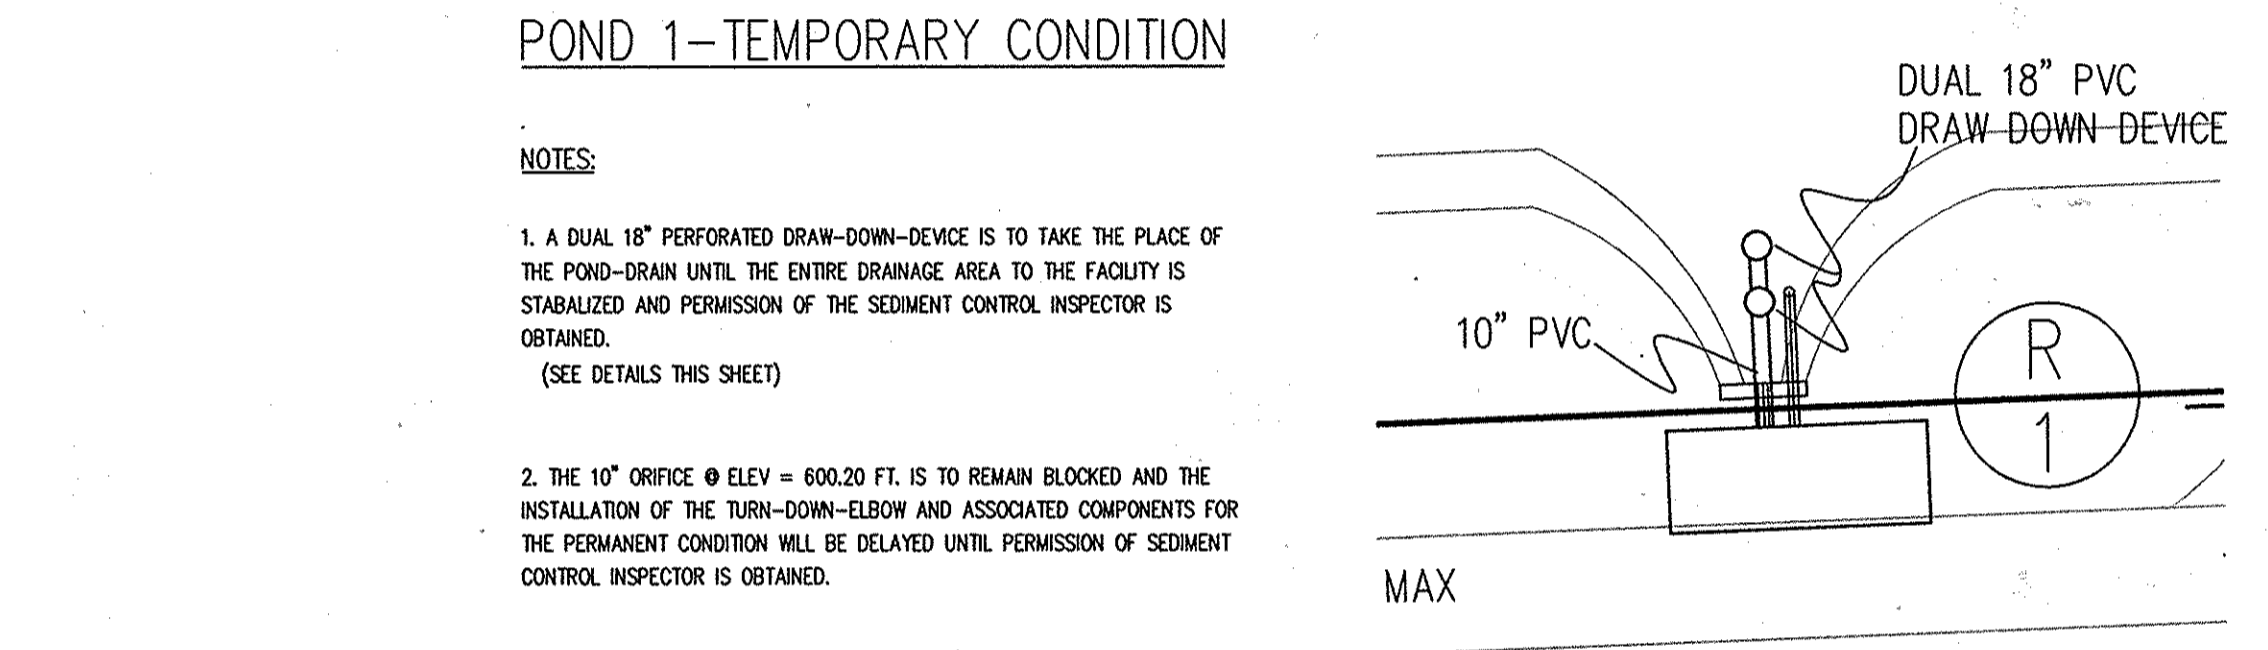 POND 1-TEMPORARY CONDITION
NOTES:
1. A DUAL 18" PERFORATED DRAW-DOWN-DEVICE IS TO TAKE THE PLACE OF
THE POND-DRAIN UNTIL THE ENTIRE DRAINAGE AREA TO THE FACILITY IS
STABALIZED AND PERMISSION OF THE SEDIMENT CONTROL INSPECTOR IS
OBTAINED.
(SEE DETAILS THIS SHEET)
2. THE 10" ORIFICE @ ELEV = 600.20 FT. IS TO REMAIN BLOCKED AND THE
INSTALLATION OF THE TURN-DOWN-ELBOW AND ASSOCIATED COMPONENTS FOR
THE PERMANENT CONDITION WILL BE DELAYED UNTIL PERMISSION OF SEDIMENT
CONTROL INSPECTOR IS OBTAINED.
DUAL 18" PVC
DRAW-DOWN-DEVICE
10" PVC
R
1
MAX